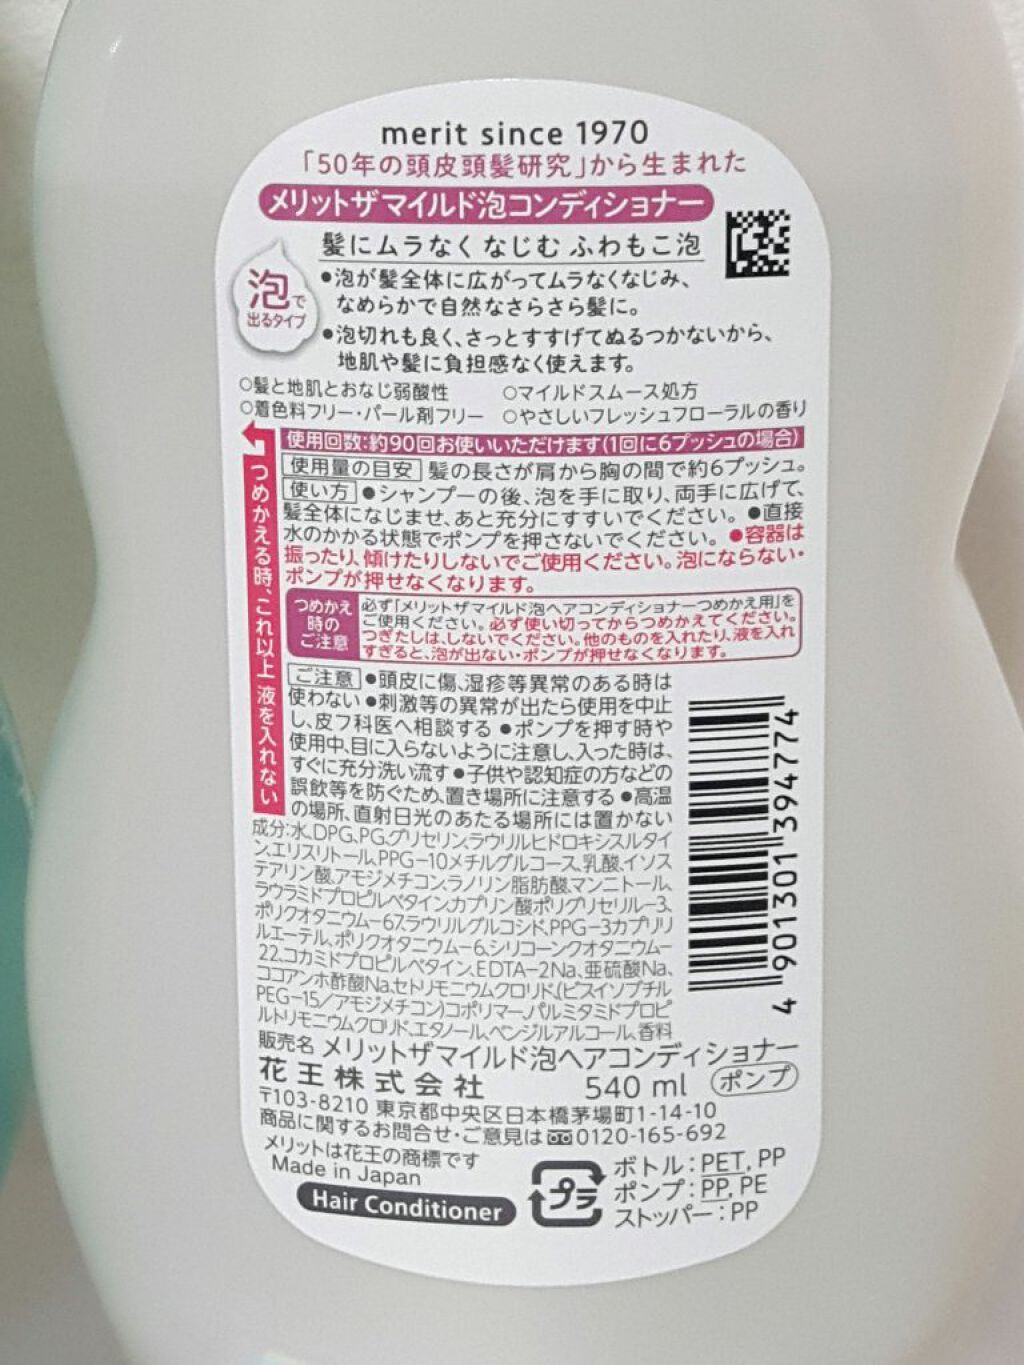 merit since 1970
「50年の頭皮頭髪研究」から生まれた
メリットザマイルド泡コンディショナー
髪にムラなくなじむ ふわもこ泡
泡で
出るタイプ
●泡が髪全体に広がってムラなくなじみ、
なめらかで自然なさらさら髪に。
●泡切れも良く、さっとすすげてぬるつかないから、
地肌や髪に負担感なく使えます。
○髪と地肌とおなじ弱酸性 ○マイルドスムース処方
○着色料フリー・パール剤フリー ○やさしいフレッシュフローラルの香り
使用回数:約90回お使いいただけます(1回に6プッシュの場合)
使用量の目安 髪の長さが肩から胸の間で約6プッシュ。
使い方 ●シャンプーの後、泡を手に取り、両手に広げて、
髪全体になじませ、あと充分にすすいでください。●直接
水のかかる状態でポンプを押さないでください。●容器は
振ったり、傾けたりしないでご使用ください。泡にならない・
ポンプが押せなくなります。
つめかえる時、これ以上 液を入れない
つめかえ
時の
ご注意
必ず「メリットザマイルド泡ヘアコンディショナーつめかえ用」を
ご使用ください。必ず使い切ってからつめかえてください。
つぎたしは、しないでください。他のものを入れたり、液を入れ
すぎると、泡が出ない・ポンプが押せなくなります。
ご注意 ●頭皮に傷、湿疹等異常のある時は
使わない ●刺激等の異常が出たら使用を中止
し、皮フ科医へ相談する ●ポンプを押す時や
使用中、目に入らないように注意し、入った時は、
すぐに充分洗い流す ●子供や認知症の方などの
誤飲等を防ぐため、置き場所に注意する ●高温
の場所、直射日光のあたる場所には置かない
成分:水、DPG、PG、グリセリン、ラウリルヒドロキシスルタイ
ン、エリスリトール、PPG-10メチルグルコース、乳酸、イソス
テアリン酸、アモジメチコン、ラノリン脂肪酸、マンニトール、
ラウラミドプロピルベタイン、カプリン酸ポリグリセリル-3、
ポリクオタニウム-67、ラウリルグルコシド、PPG-3カプリリ
ルエーテル、ポリクオタニウム-6、シリコーンクオタニウム-
22、コカミドプロピルベタイン、EDTA-2Na、亜硫酸Na、
ココアンホ酢酸Na、セトリモニウムクロリド、(ビスイソブチル
PEG-15/アモジメチコン)コポリマー、パルミタミドプロピ
ルトリモニウムクロリド、エタノール、ベンジルアルコール、香料
4 901301 394774
販売名 メリットザマイルド泡ヘアコンディショナー
花王株式会社 540 ml ポンプ
〒103-8210 東京都中央区日本橋茅場町1-14-10
商品に関するお問合せ・ご意見は 0120-165-692
メリットは花王の商標です
Made in Japan
Hair Conditioner
プラ
ボトル:PET, PP
ポンプ:PP, PE
ストッパー:PP